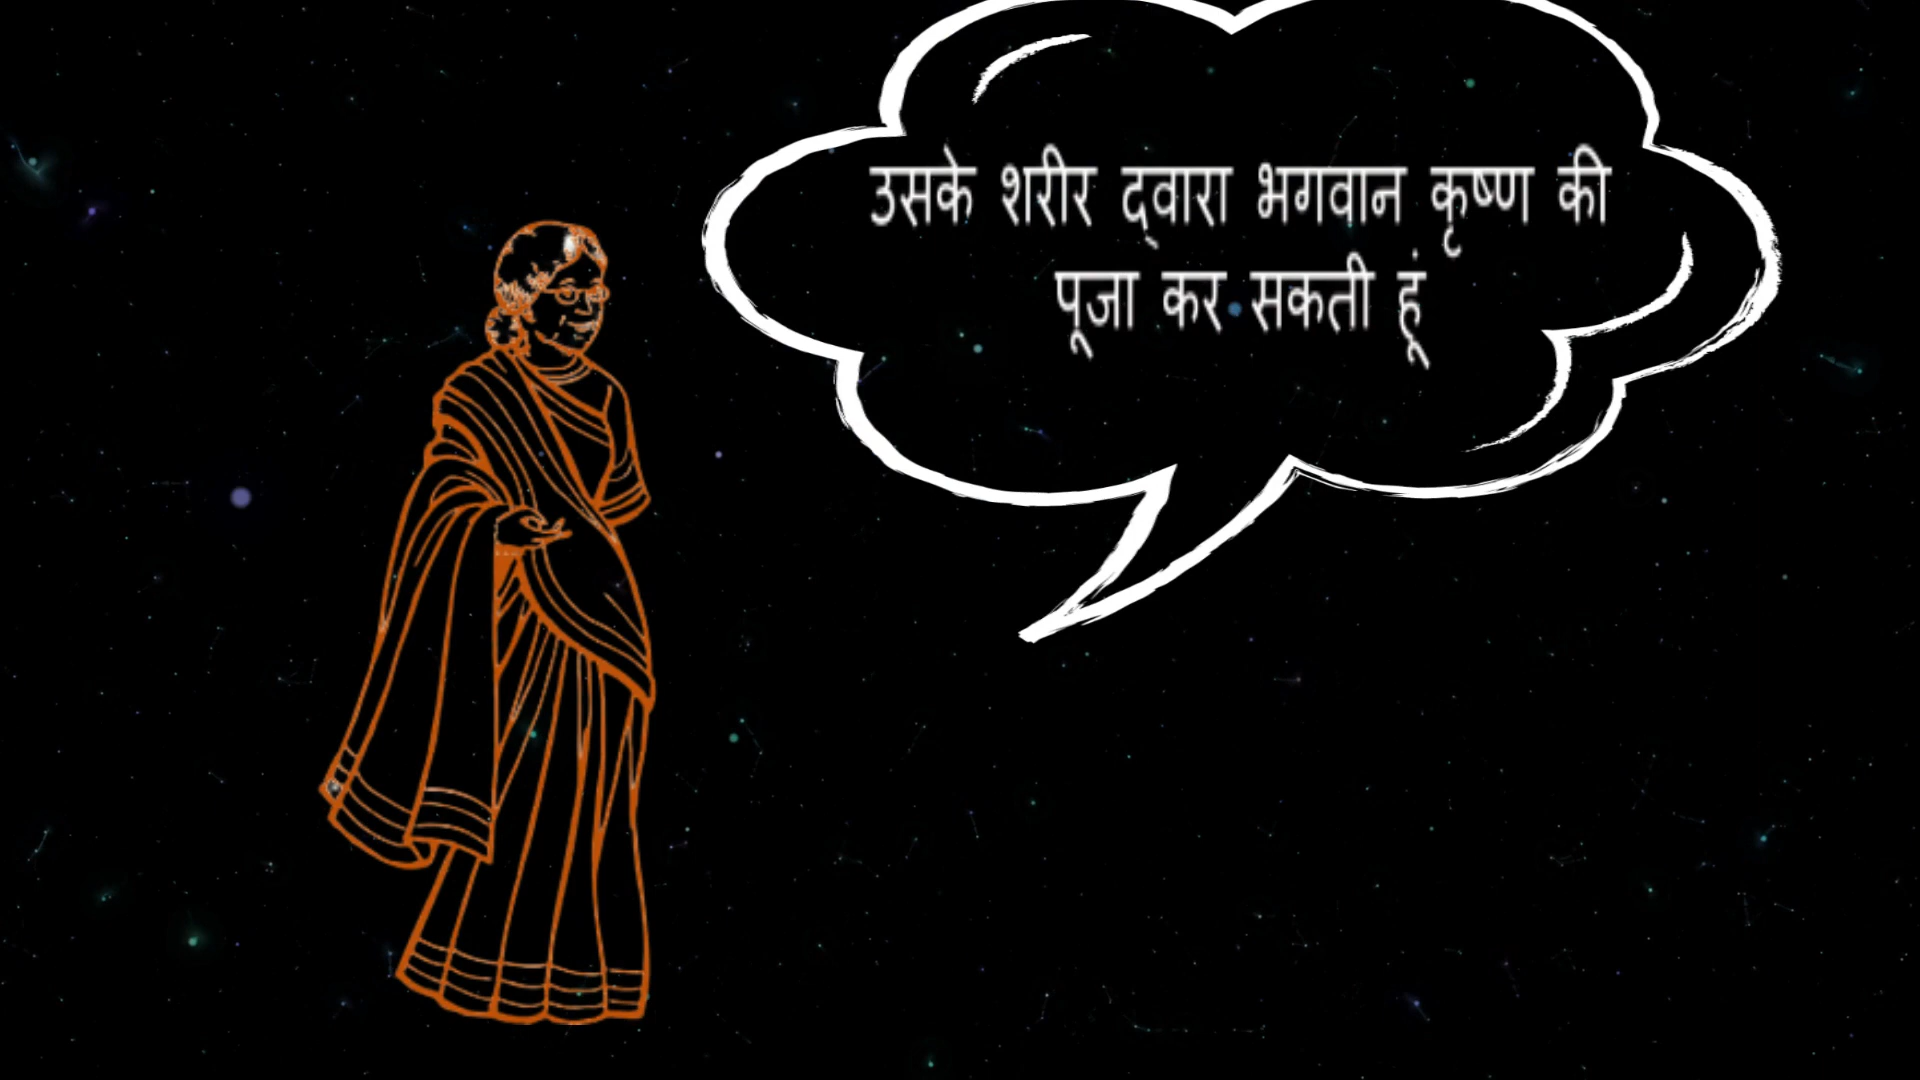 उसके शरीर द्वारा भगवान कृष्ण की
पूजा कर सकती हूं